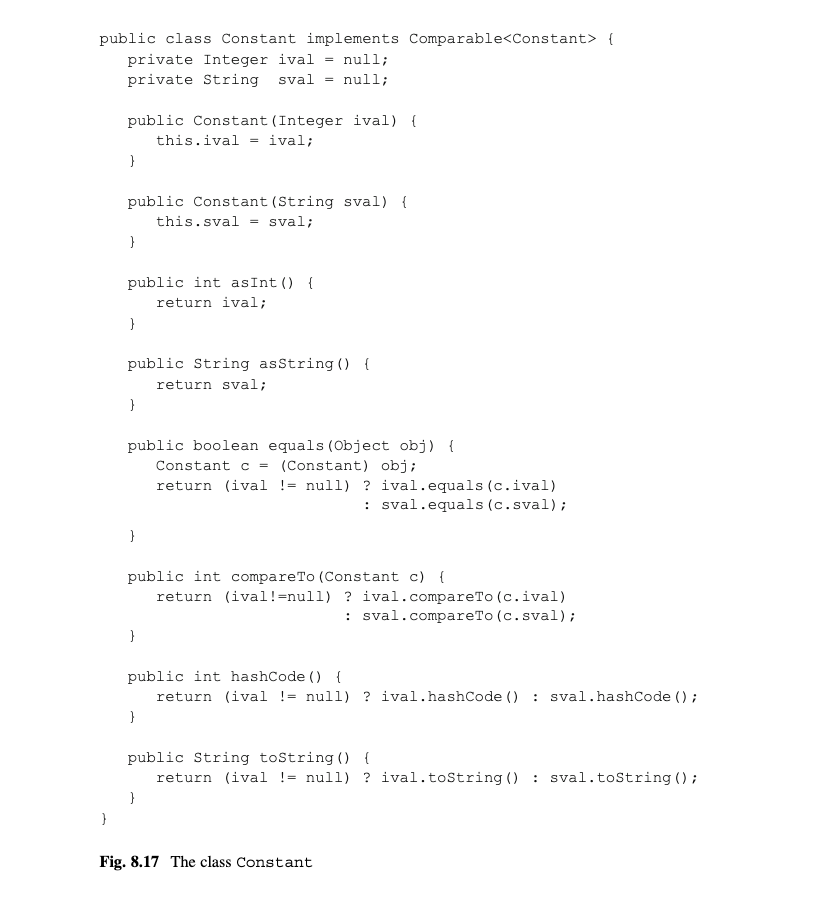 public class Constant implements Comparable<Constant> {
   private Integer ival = null;
   private String  sval = null;

   public Constant(Integer ival) {
      this.ival = ival;
   }

   public Constant(String sval) {
      this.sval = sval;
   }

   public int asInt() {
      return ival;
   }

   public String asString() {
      return sval;
   }

   public boolean equals(Object obj) {
      Constant c = (Constant) obj;
      return (ival != null) ? ival.equals(c.ival)
                            : sval.equals(c.sval);
   }

   public int compareTo(Constant c) {
      return (ival!=null) ? ival.compareTo(c.ival)
                          : sval.compareTo(c.sval);
   }

   public int hashCode() {
      return (ival != null) ? ival.hashCode() : sval.hashCode();
   }

   public String toString() {
      return (ival != null) ? ival.toString() : sval.toString();
   }
}
Fig. 8.17 The class Constant